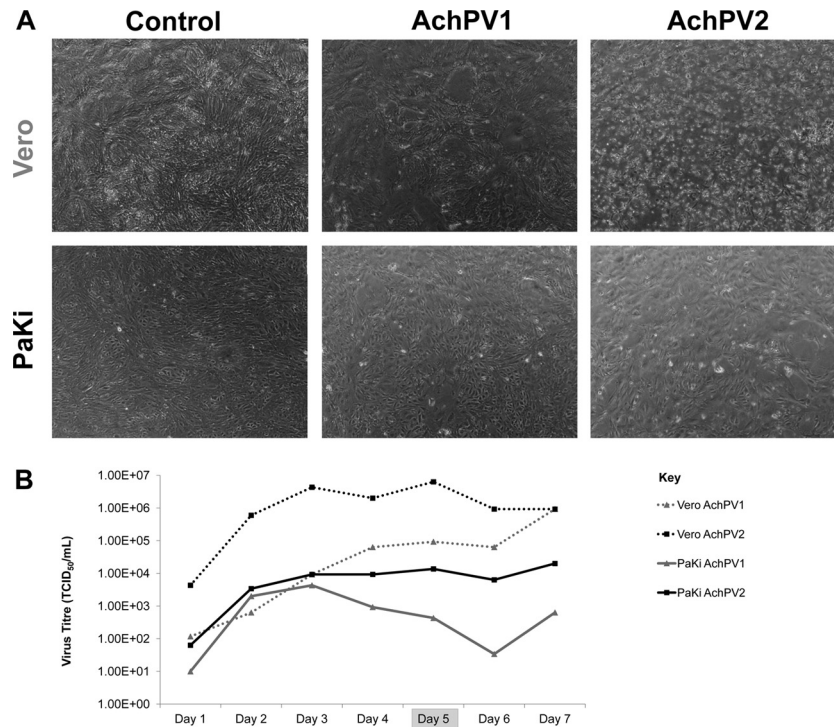 A
Control
AchPV1
AchPV2
Vero
PaKi
B
Virus Titre (TCID50/mL)
1.00E+07
1.00E+06
1.00E+05
1.00E+04
1.00E+03
1.00E+02
1.00E+01
1.00E+00
Day 1 Day 2 Day 3 Day 4 Day 5 Day 6 Day 7
Key
Vero AchPV1
Vero AchPV2
PaKi AchPV1
PaKi AchPV2